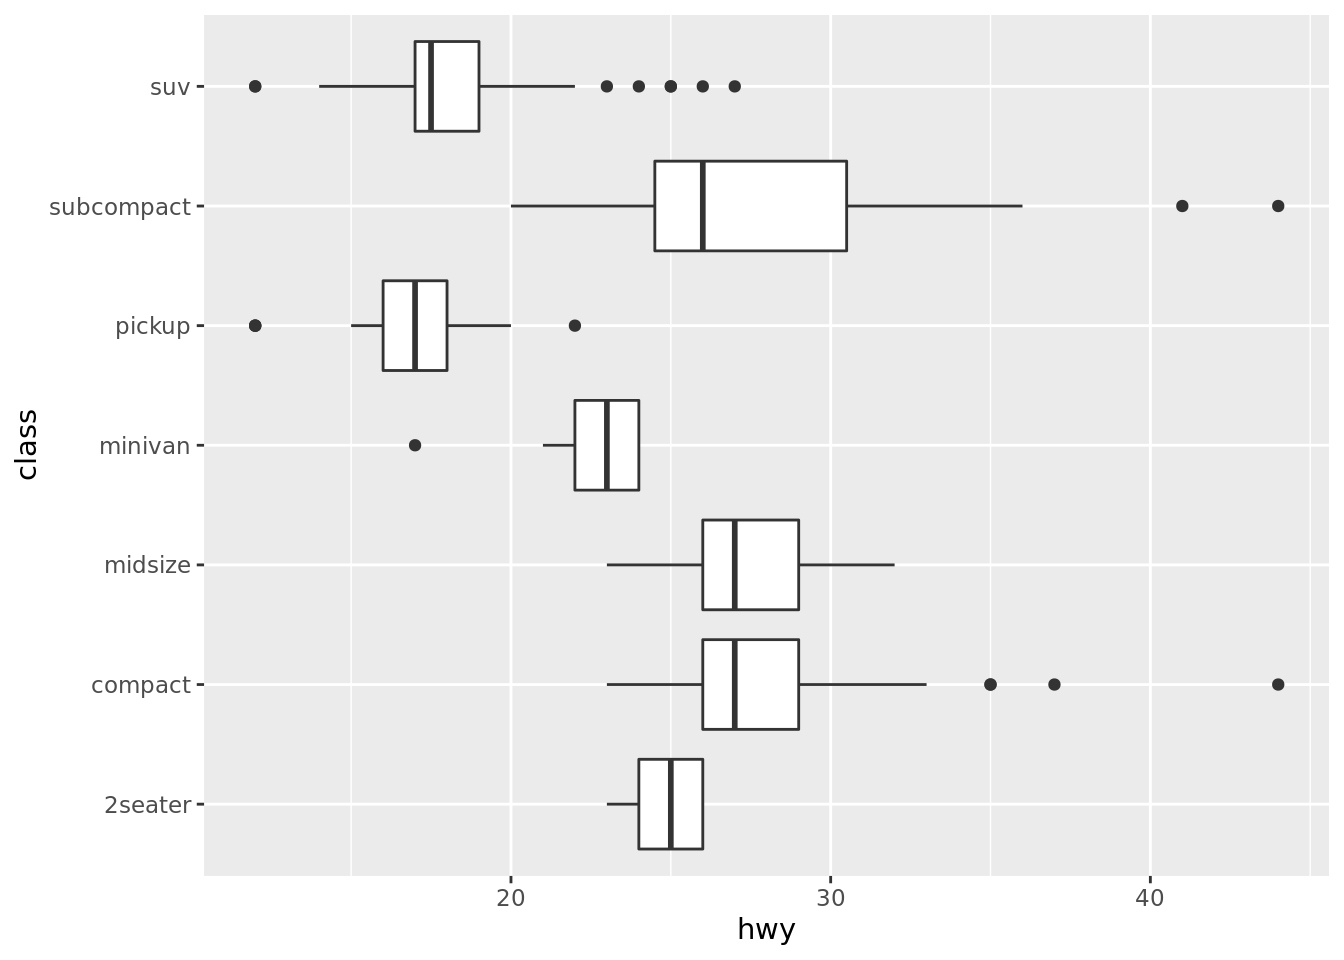 suv
subcompact
pickup
minivan
midsize
compact
2seater
class
20 30 40
hwy